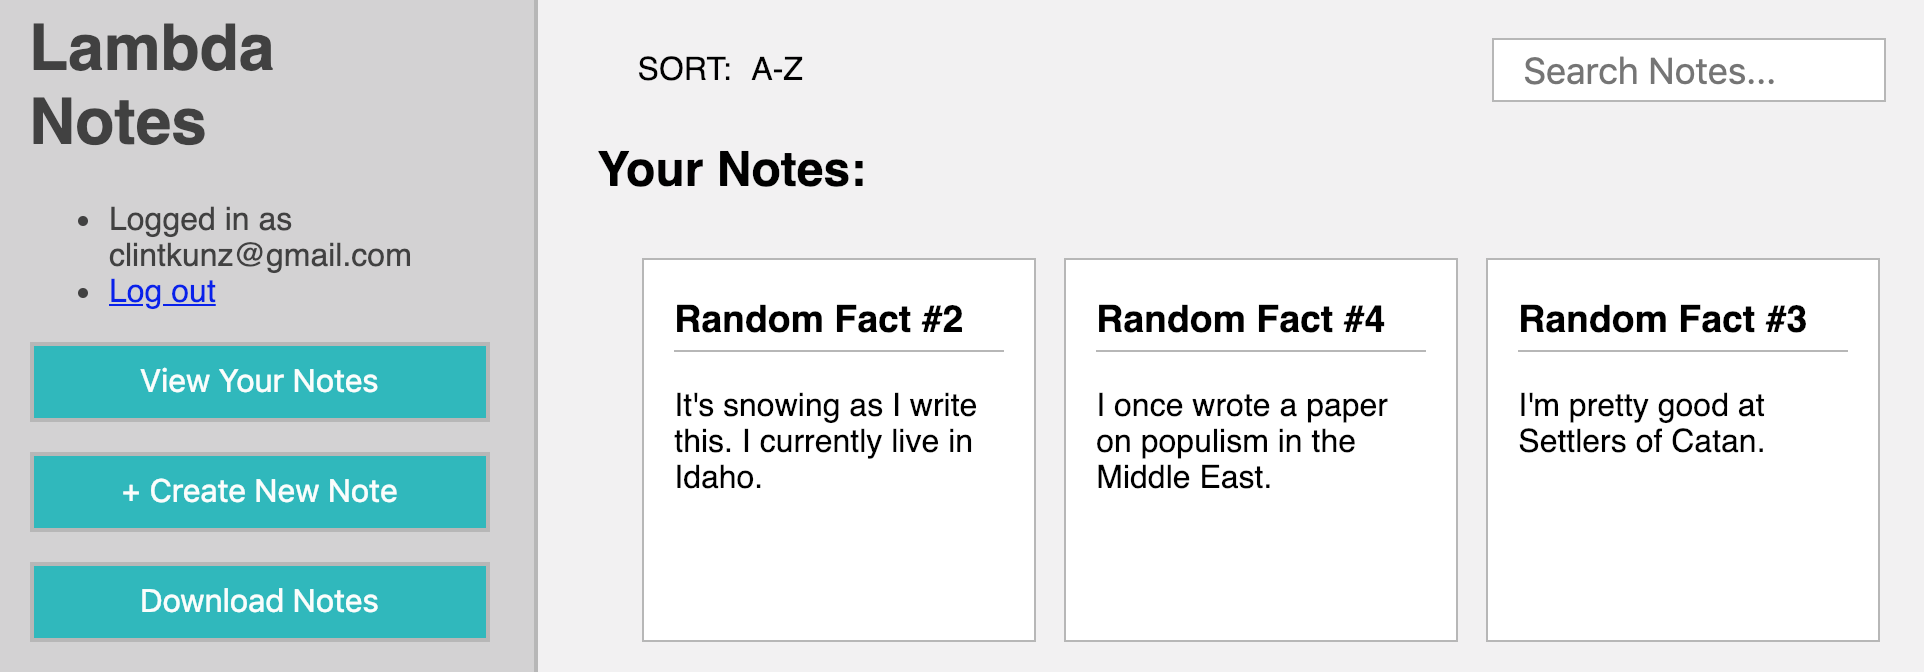 Lambda
Notes
Logged in as
clintkunz@gmail.com
Log out
View Your Notes
+ Create New Note
Download Notes
SORT: A-Z
Search Notes...
Your Notes:
Random Fact #2
It's snowing as I write
this. I currently live in
Idaho.
Random Fact #4
I once wrote a paper
on populism in the
Middle East.
Random Fact #3
I'm pretty good at
Settlers of Catan.